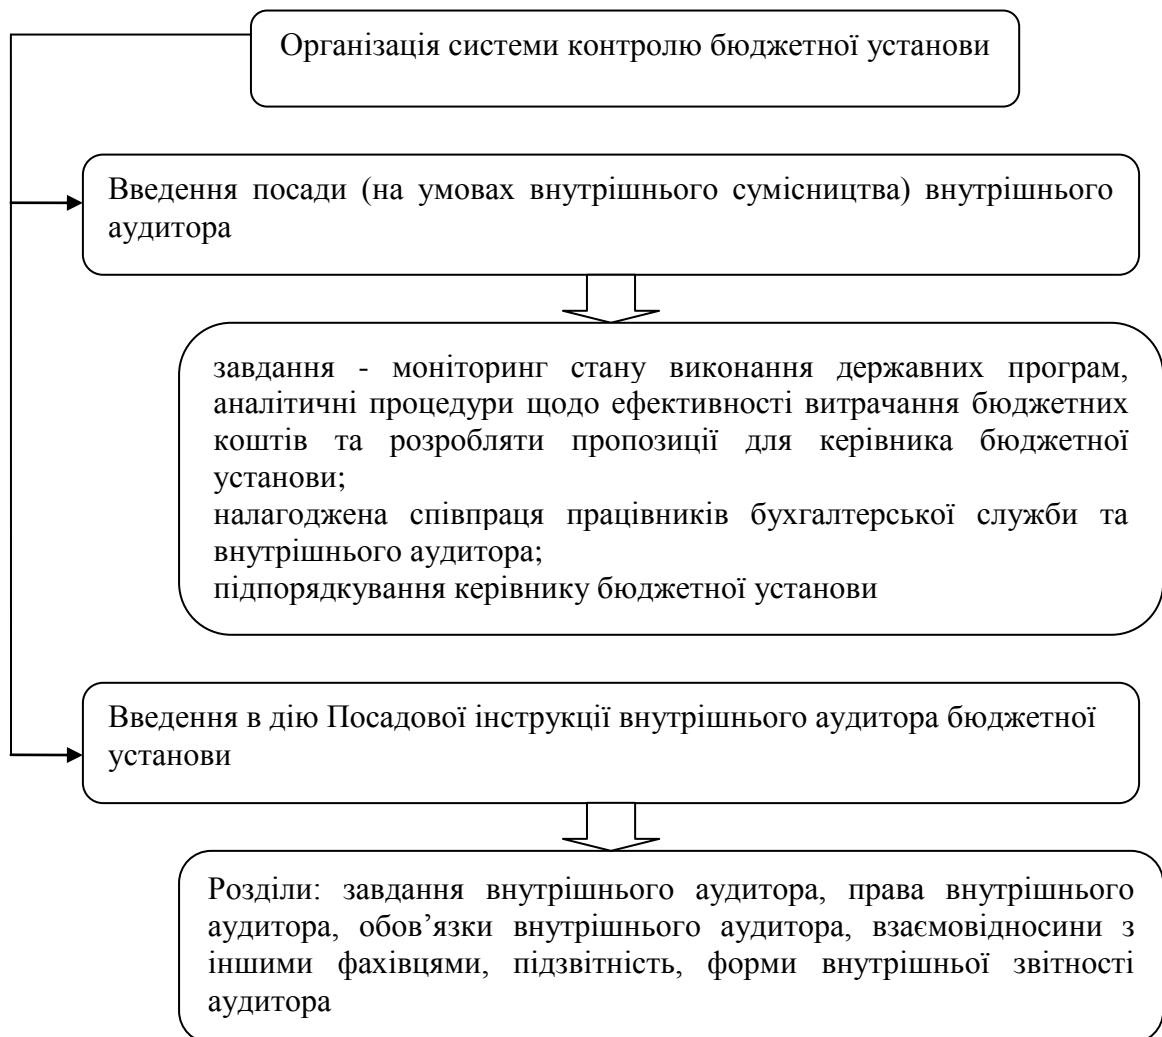 Організація системи контролю бюджетної установи
Введення посади (на умовах внутрішнього сумісництва) внутрішнього
аудитора
завдання - моніторинг стану виконання державних програм,
аналітичні процедури щодо ефективності витрачання бюджетних
коштів та розробляти пропозиції для керівника бюджетної
установи;
налагоджена співпраця працівників бухгалтерської служби та
внутрішнього аудитора;
підпорядкування керівнику бюджетної установи
Введення в дію Посадової інструкції внутрішнього аудитора бюджетної
установи
Розділи: завдання внутрішнього аудитора, права внутрішнього
аудитора, обов’язки внутрішнього аудитора, взаємовідносини з
іншими фахівцями, підзвітність, форми внутрішньої звітності
аудитора